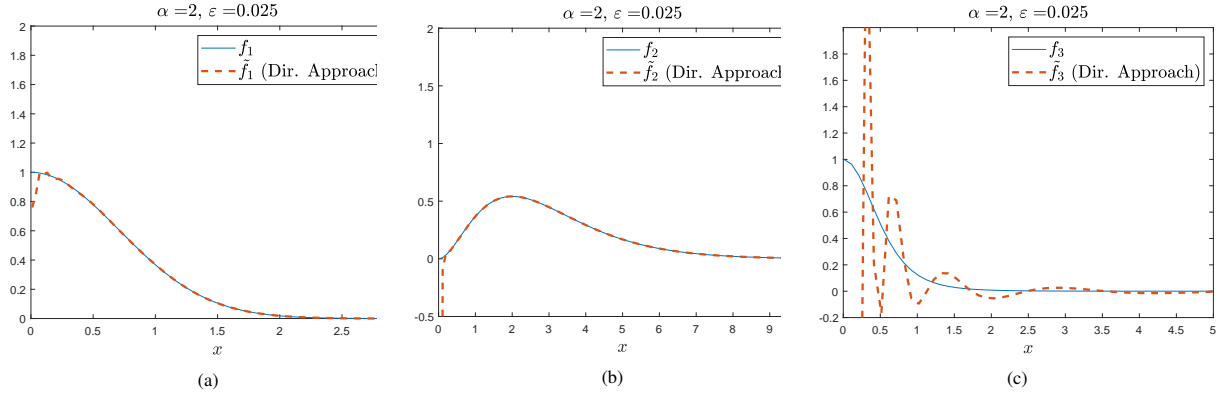 α =2, ε =0.025
f₁
f̃₁ (Dir. Approach
2
1.8
1.6
1.4
1.2
1
0.8
0.6
0.4
0.2
0
0 0.5 1 1.5 2 2.5
x
(a)
α =2, ε =0.025
f₂
f̃₂ (Dir. Approach
2
1.5
1
0.5
0
-0.5
0 1 2 3 4 5 6 7 8 9
x
(b)
α =2, ε =0.025
f₃
f̃₃ (Dir. Approach)
1.8
1.6
1.4
1.2
1
0.8
0.6
0.4
0.2
0
-0.2
0 0.5 1 1.5 2 2.5 3 3.5 4 4.5 5
x
(c)